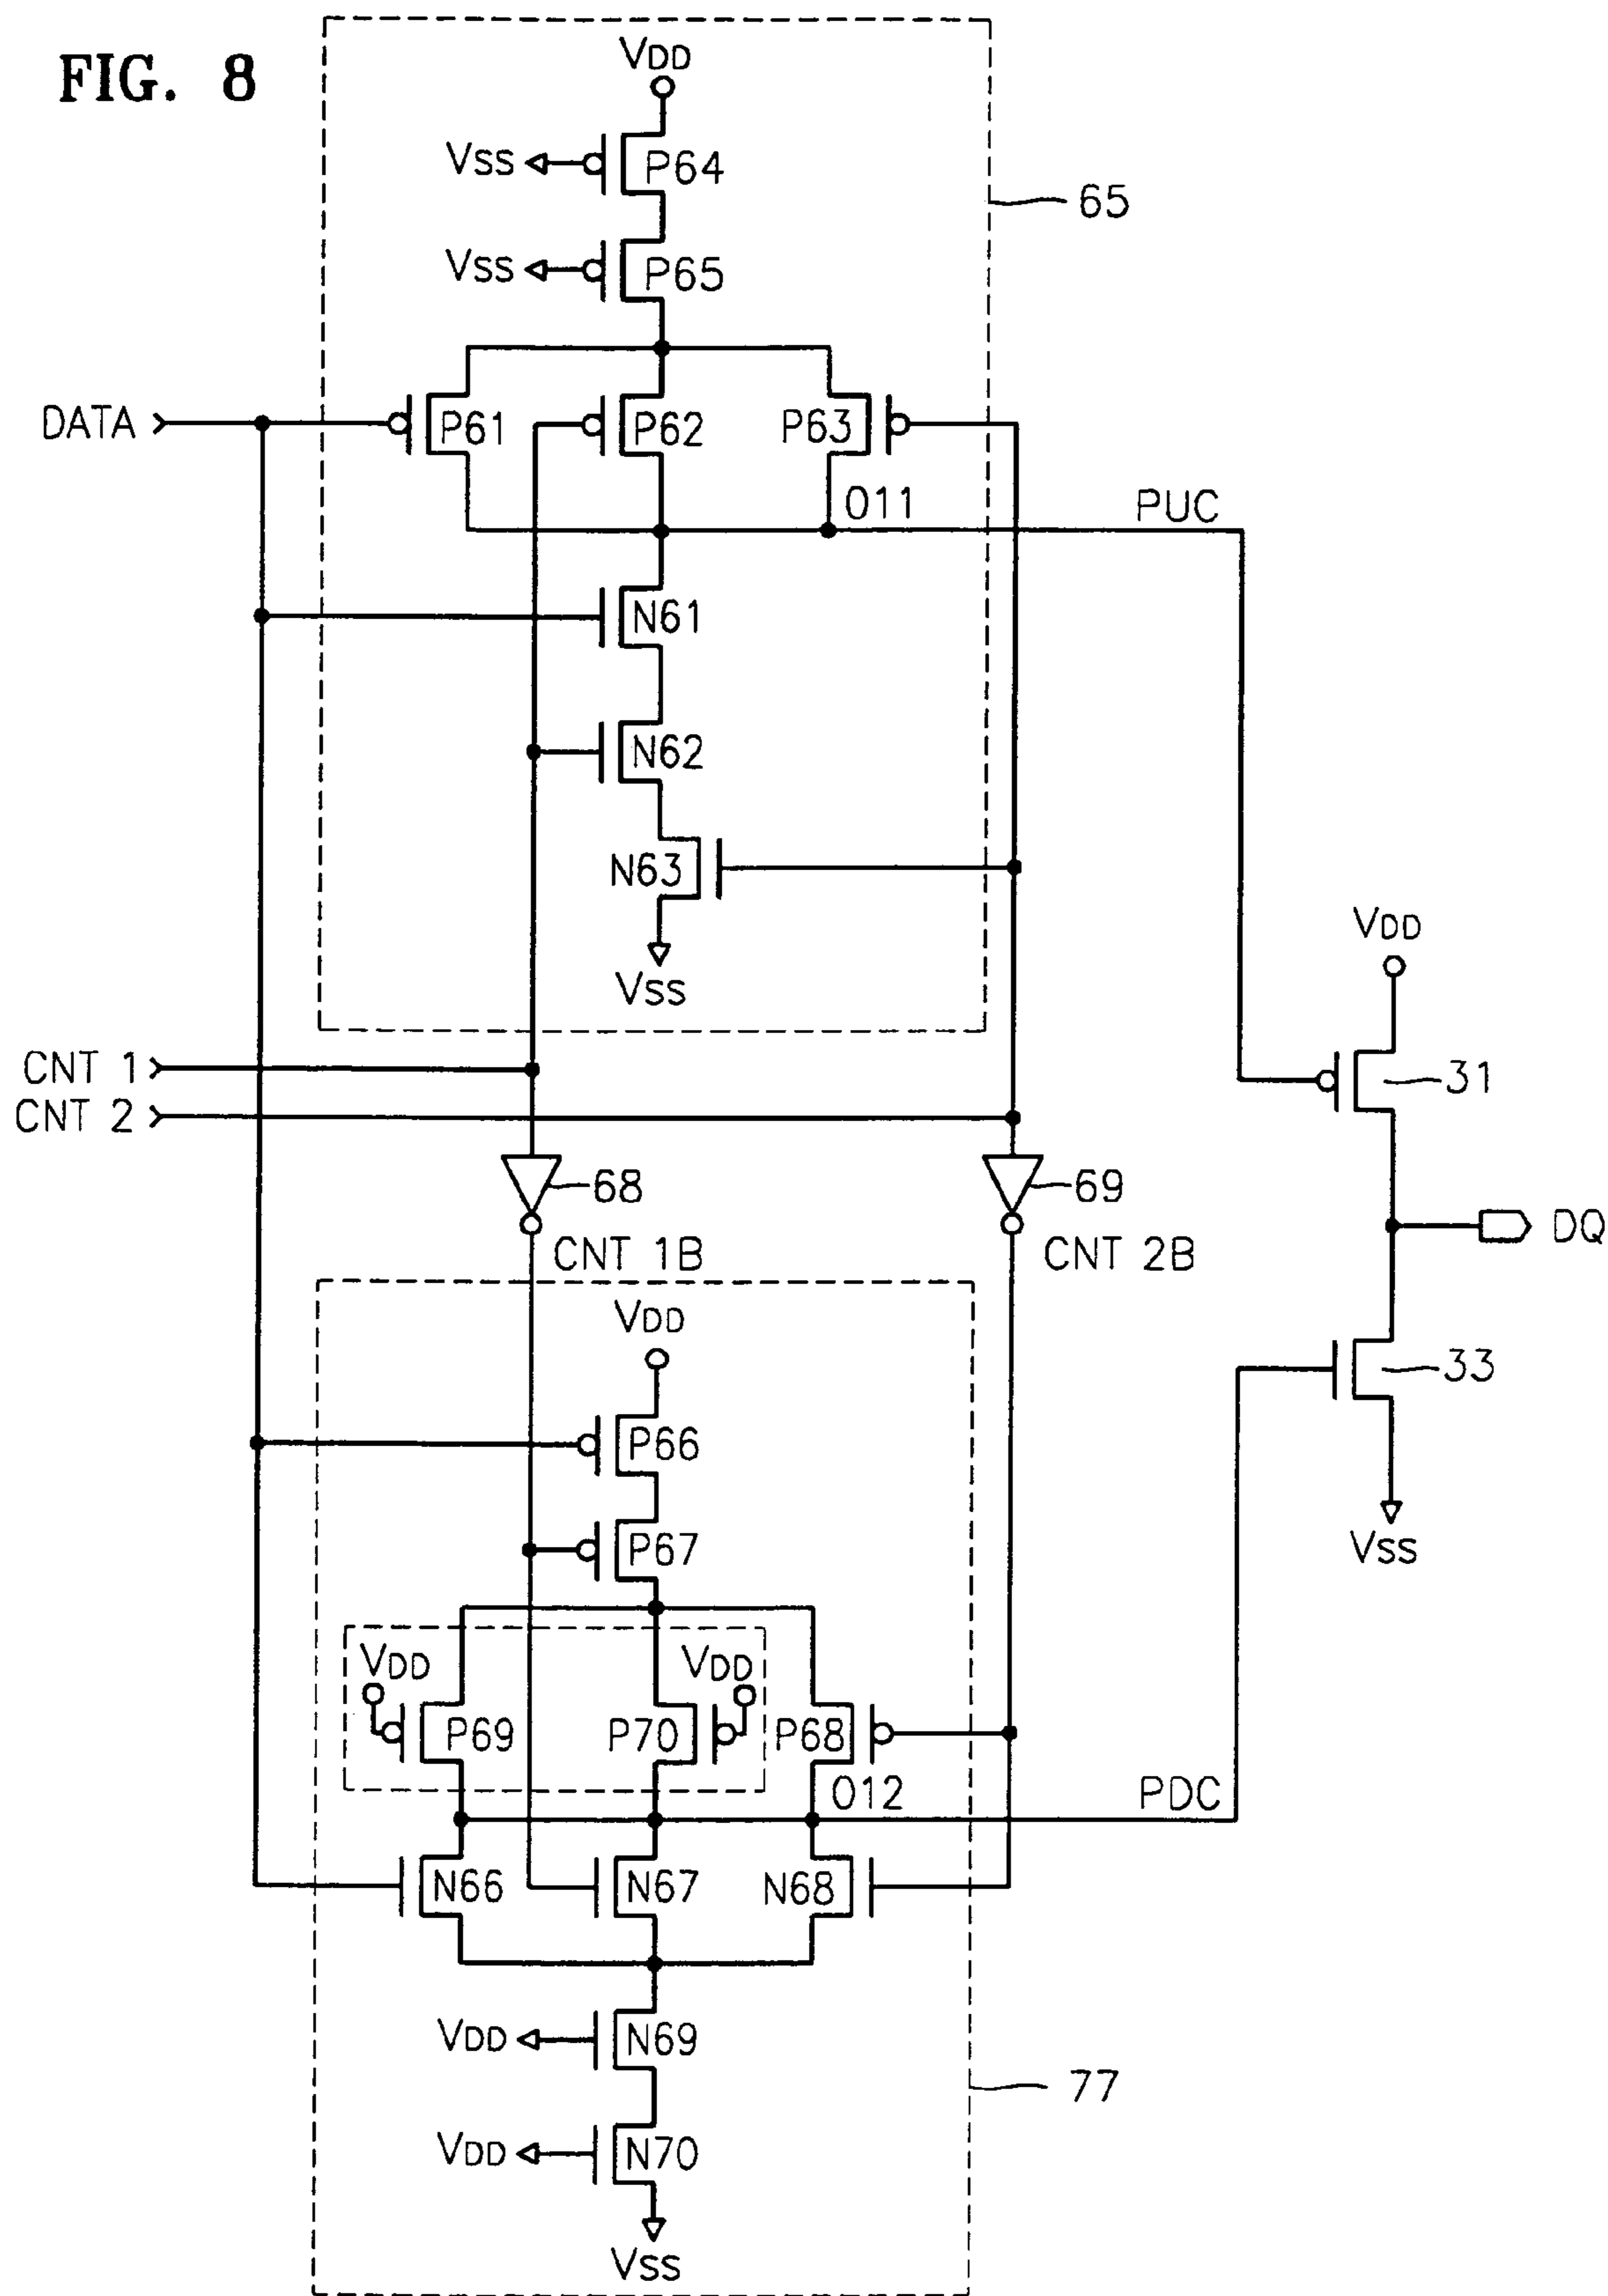 FIG. 8
VDD
VSS
P64
65
VSS
P65
DATA
P61
P62
P63
O11
PUC
N61
N62
N63
VSS
VDD
CNT 1
31
CNT 2
68
69
DQ
CNT 1B
CNT 2B
VDD
33
P66
P67
VSS
VDD
VDD
P69
P70
P68
O12
PDC
N66
N67
N68
VDD
N69
77
VDD
N70
VSS